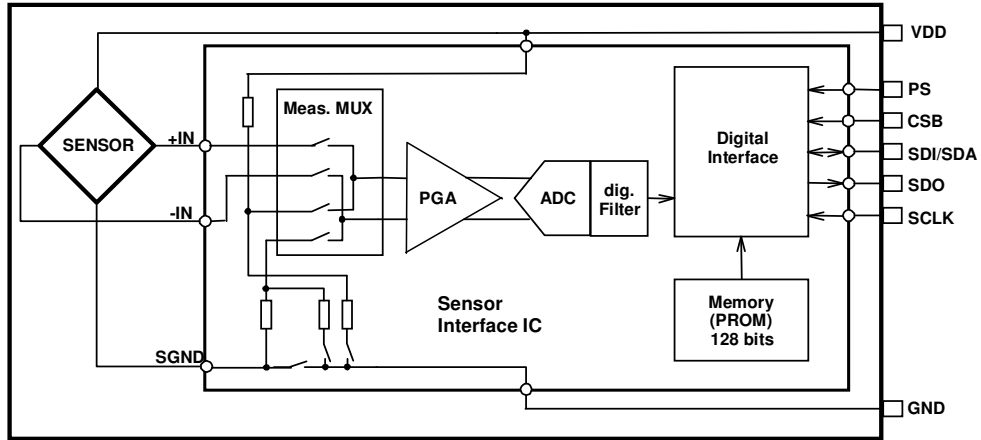 VDD
PS
Meas. MUX
CSB
SENSOR
+IN
Digital
Interface
SDI/SDA
PGA
ADC
dig.
Filter
SDO
-IN
SCLK
Sensor
Interface IC
Memory
(PROM)
128 bits
SGND
GND